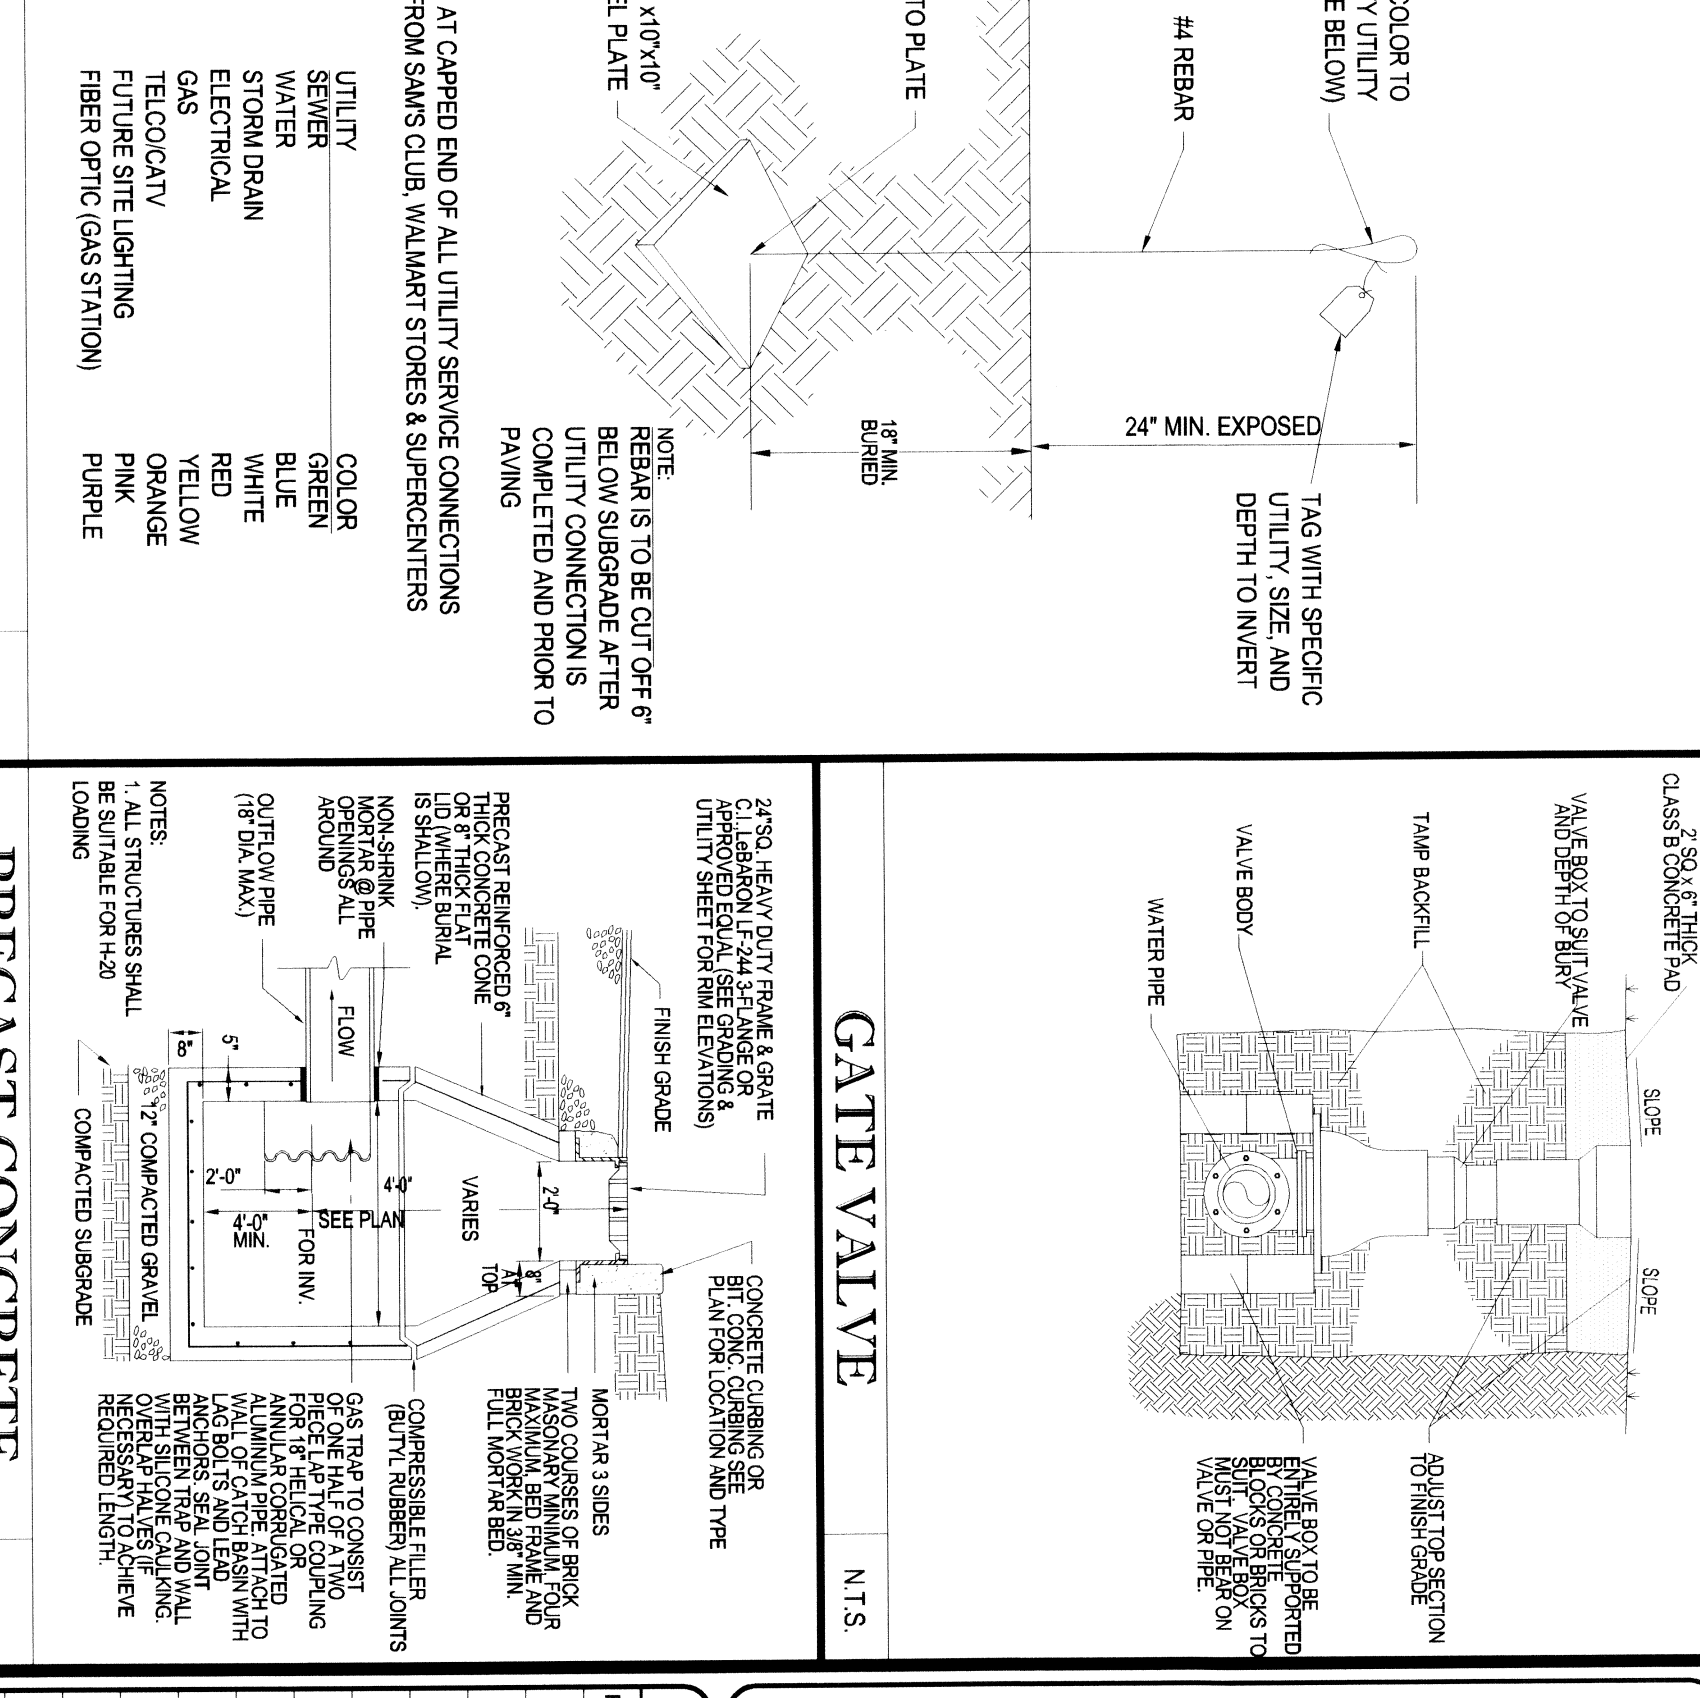 COLOR TO
Y UTILITY
E BELOW)
#4 REBAR
TO PLATE
x10"x10"
EL PLATE
TAG WITH SPECIFIC
UTILITY, SIZE, AND
DEPTH TO INVERT
24" MIN. EXPOSED
18" MIN.
BURIED
NOTE:
REBAR IS TO BE CUT OFF 6"
BELOW SUBGRADE AFTER
UTILITY CONNECTION IS
COMPLETED AND PRIOR TO
PAVING
AT CAPPED END OF ALL UTILITY SERVICE CONNECTIONS
FROM SAM'S CLUB, WALMART STORES & SUPERCENTERS
UTILITY COLOR
SEWER GREEN
WATER BLUE
STORM DRAIN WHITE
ELECTRICAL RED
GAS YELLOW
TELCO/CATV ORANGE
FUTURE SITE LIGHTING PINK
FIBER OPTIC (GAS STATION) PURPLE
2' SQ x 6" THICK
CLASS B CONCRETE PAD
VALVE BOX TO SUIT VALVE
AND DEPTH OF BURY
TAMP BACKFILL
VALVE BODY
WATER PIPE
SLOPE
SLOPE
ADJUST TOP SECTION
TO FINISH GRADE
VALVE BOX TO BE
ENTIRELY SUPPORTED
BY CONCRETE
BLOCKS OR BRICKS TO
SUIT. VALVE BOX
MUST NOT BEAR ON
VALVE OR PIPE.
GATE VALVE
N.T.S.
24"SQ. HEAVY DUTY FRAME & GRATE
C.I.,LeBARON LF-244 3-FLANGE OR
APPROVED EQUAL (SEE GRADING &
UTILITY SHEET FOR RIM ELEVATIONS)
FINISH GRADE
CONCRETE CURBING OR
BIT. CONC. CURBING SEE
PLAN FOR LOCATION AND TYPE
MORTAR 3 SIDES
TWO COURSES OF BRICK
MASONARY MINIMUM, FOUR
MAXIMUM, BED FRAME AND
BRICK WORK IN 3/8" MIN.
FULL MORTAR BED.
PRECAST REINFORCED 6"
THICK CONCRETE CONE
OR 8" THICK FLAT
LID (WHERE BURIAL
IS SHALLOW).
2'-0"
8"
AT
TOP
VARIES
COMPRESSIBLE FILLER
(BUTYL RUBBER) ALL JOINTS
NON-SHRINK
MORTAR @ PIPE
OPENINGS ALL
AROUND
4'-0"
SEE PLAN
FOR INV.
FLOW
GAS TRAP TO CONSIST
OF ONE HALF OF A TWO
PIECE LAP TYPE COUPLING
FOR 18" HELICAL OR
ANNULAR CORRUGATED
ALUMINUM PIPE. ATTACH TO
WALL OF CATCH BASIN WITH
LAG BOLTS AND LEAD
ANCHORS. SEAL JOINT
BETWEEN TRAP AND WALL
WITH SILICONE CAULKING.
OVERLAP HALVES (IF
NECESSARY) TO ACHIEVE
REQUIRED LENGTH.
OUTFLOW PIPE
(18" DIA. MAX.)
4'-0"
MIN.
2'-0"
5"
8"
12" COMPACTED GRAVEL
COMPACTED SUBGRADE
NOTES:
1. ALL STRUCTURES SHALL
BE SUITABLE FOR H-20
LOADING
PRECAST CONCRETE